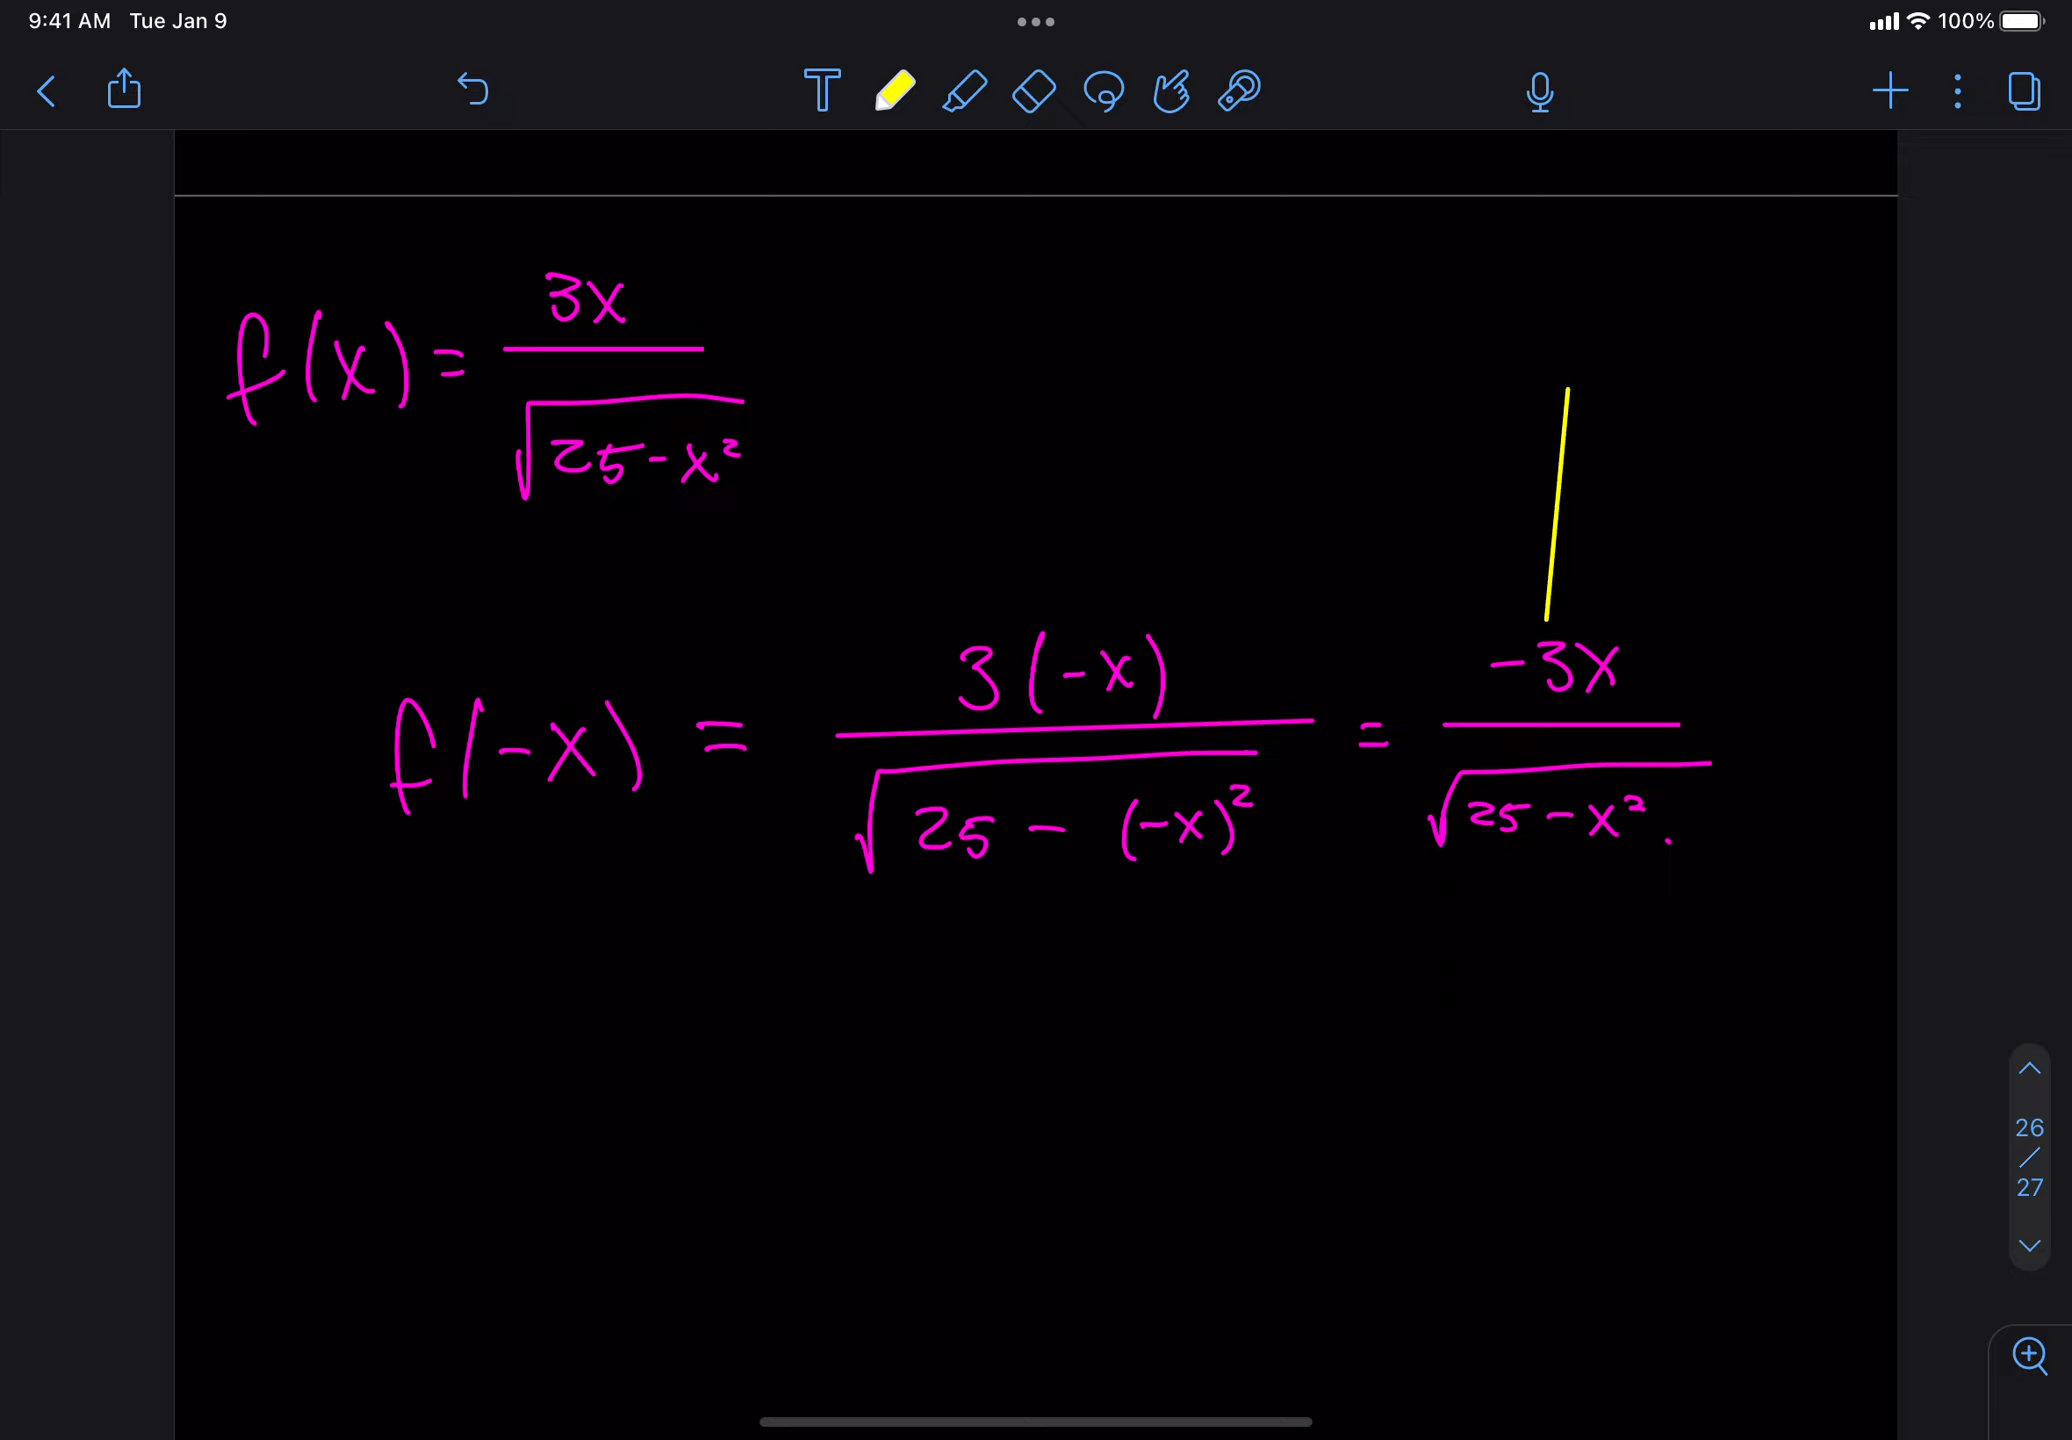 9:41 AM Tue Jan 9 100%
f(x) = 3x / √(25 - x²)
f(-x) = 3(-x) / √(25 - (-x)²) = -3x / √(25 - x²).
26
/
27